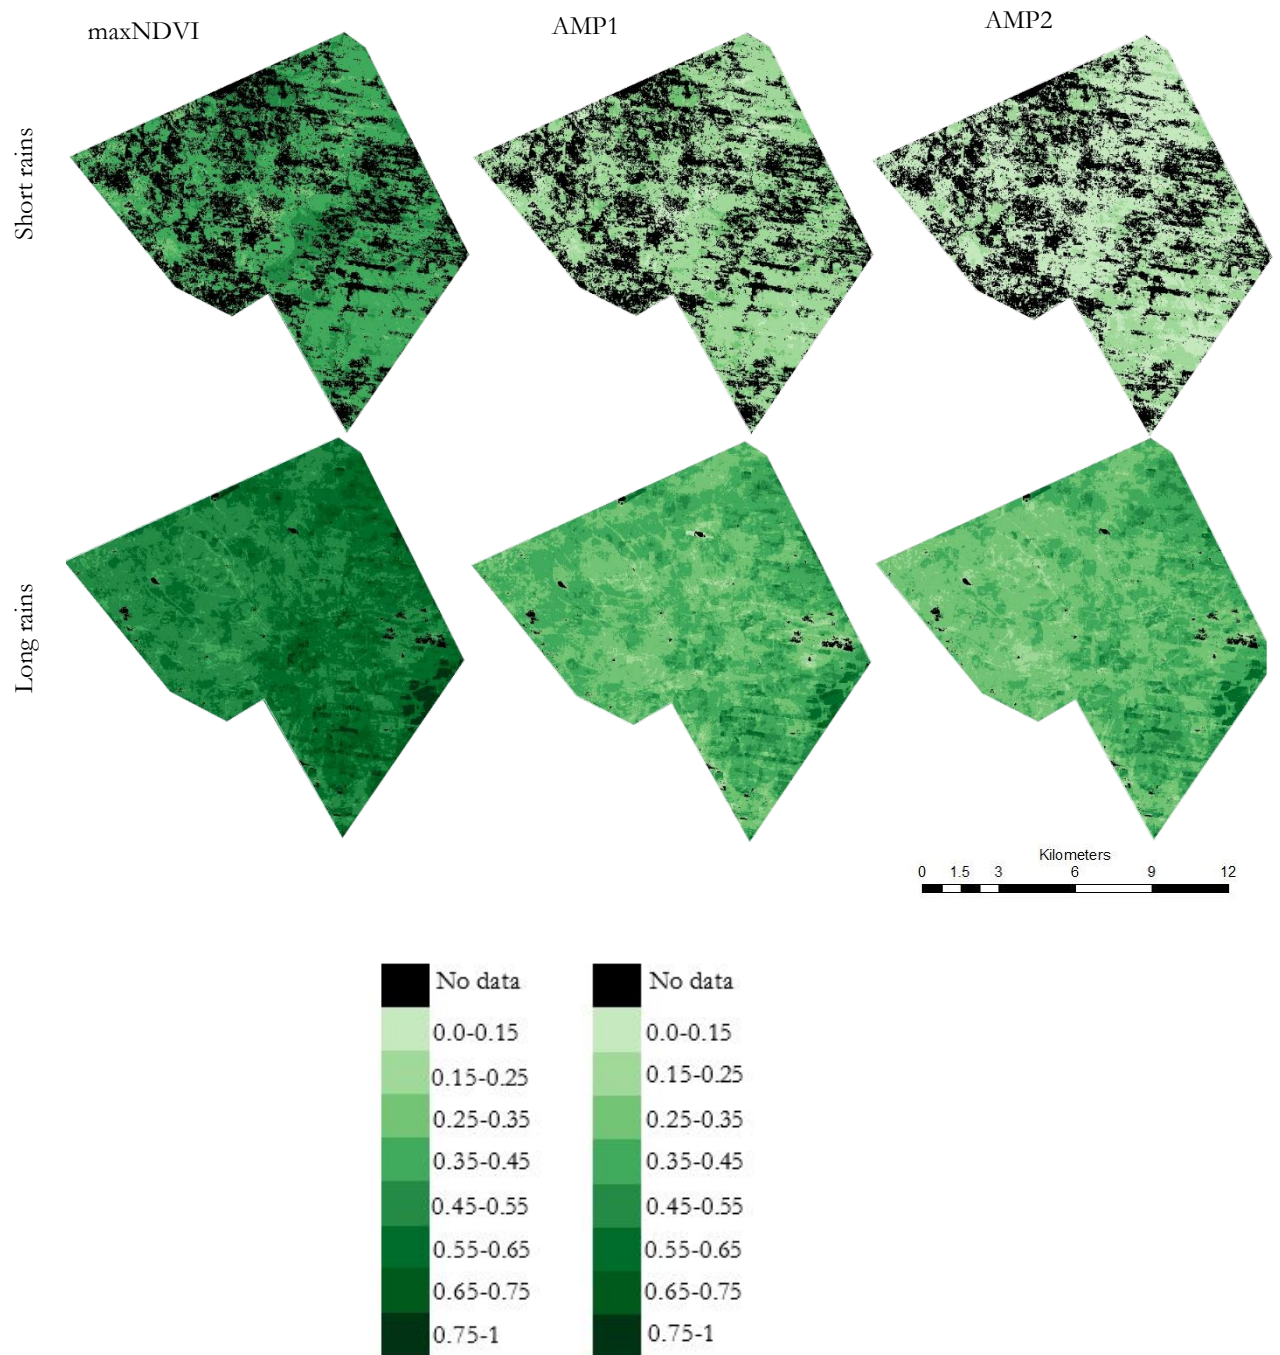 maxNDVI
AMP1
AMP2
Short rains
Long rains
Kilometers
0 1.5 3 6 9 12
No data
0.0-0.15
0.15-0.25
0.25-0.35
0.35-0.45
0.45-0.55
0.55-0.65
0.65-0.75
0.75-1
No data
0.0-0.15
0.15-0.25
0.25-0.35
0.35-0.45
0.45-0.55
0.55-0.65
0.65-0.75
0.75-1